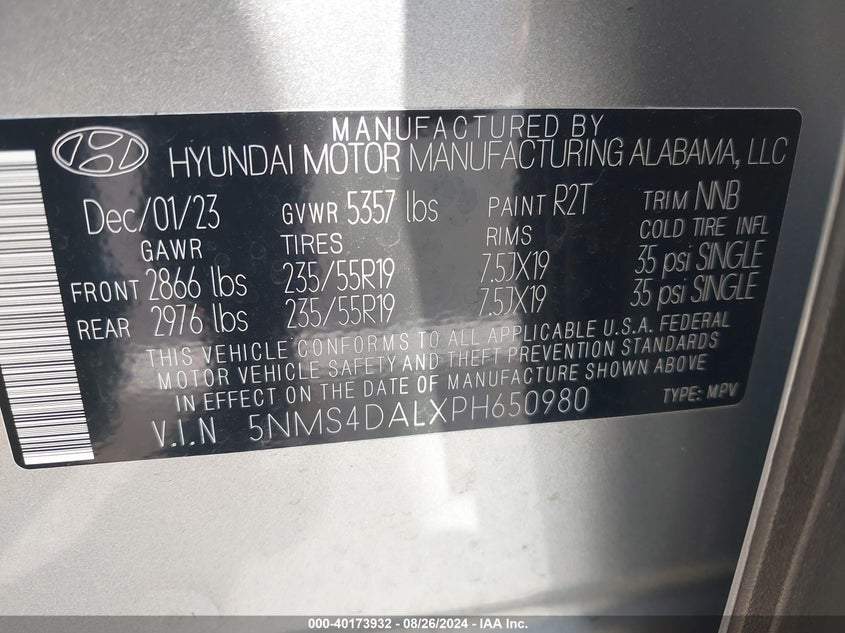 MANUFACTURED BY
HYUNDAI MOTOR MANUFACTURING ALABAMA, LLC
Dec/01/23 GVWR 5357 lbs PAINT R2T TRIM NNB
GAWR TIRES RIMS COLD TIRE INFL
FRONT 2866 lbs 235/55R19 7.5JX19 35 psi SINGLE
REAR 2976 lbs 235/55R19 7.5JX19 35 psi SINGLE
THIS VEHICLE CONFORMS TO ALL APPLICABLE U.S.A. FEDERAL
MOTOR VEHICLE SAFETY AND THEFT PREVENTION STANDARDS
IN EFFECT ON THE DATE OF MANUFACTURE SHOWN ABOVE
V.I.N 5NMS4DALXPH650980 TYPE: MPV
000-40173932 - 08/26/2024 - IAA Inc.